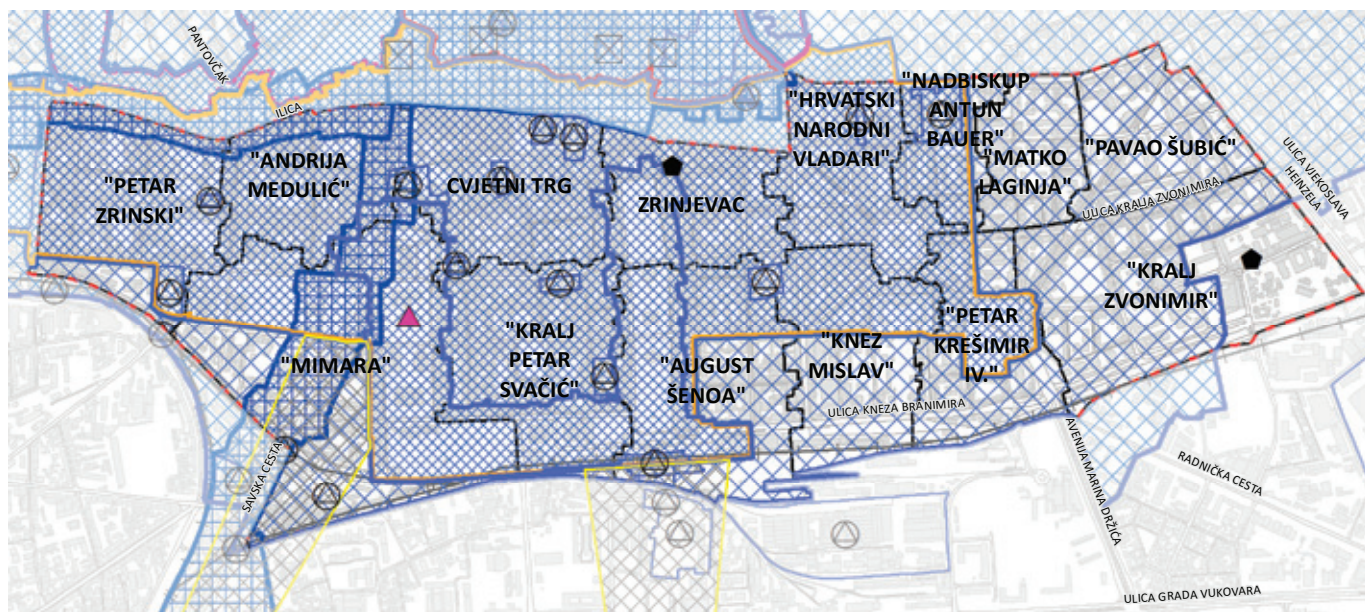 PANTOVČAK
ILICA
"PETAR
ZRINSKI"
"ANDRIJA
MEDULIĆ"
CVJETNI TRG
ZRINJEVAC
"HRVATSKI
NARODNI
VLADARI"
"NADBISKUP
ANTUN
BAUER"
"MATKO
LAGINJA"
"PAVAO ŠUBIĆ"
ULICA VJEKOSLAVA
HEINZELA
ULICA KRALJA ZVONIMIRA
"KRALJ
ZVONIMIR"
"MIMARA"
"KRALJ
PETAR
SVAČIĆ"
"AUGUST
ŠENOA"
"KNEZ
MISLAV"
"PETAR
KREŠIMIR
IV."
ULICA KNEZA BRANIMIRA
SAVSKA CESTA
AVENIJA MARINA DRŽIĆA
RADNIČKA CESTA
ULICA GRADA VUKOVARA